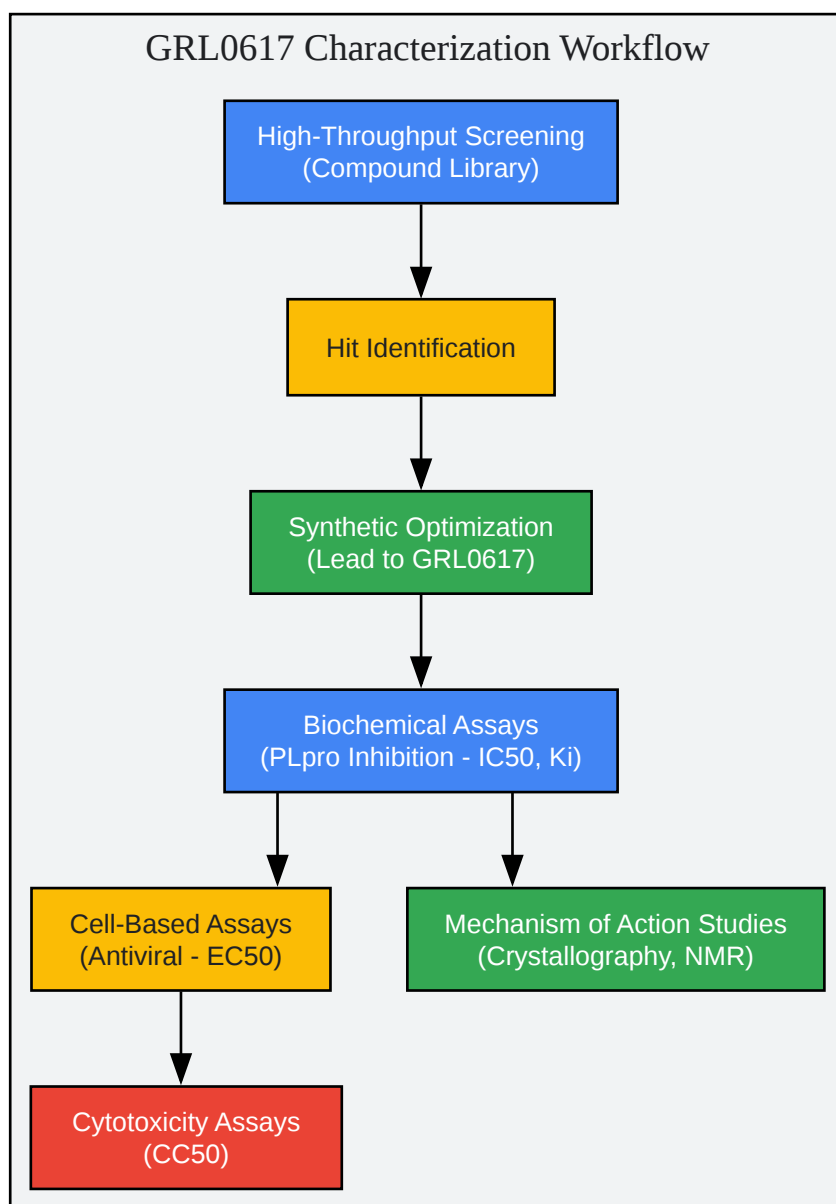 GRL0617 Characterization Workflow
High-Throughput Screening
(Compound Library)
Hit Identification
Synthetic Optimization
(Lead to GRL0617)
Biochemical Assays
(PLpro Inhibition - IC50, Ki)
Cell-Based Assays
(Antiviral - EC50)
Mechanism of Action Studies
(Crystallography, NMR)
Cytotoxicity Assays
(CC50)